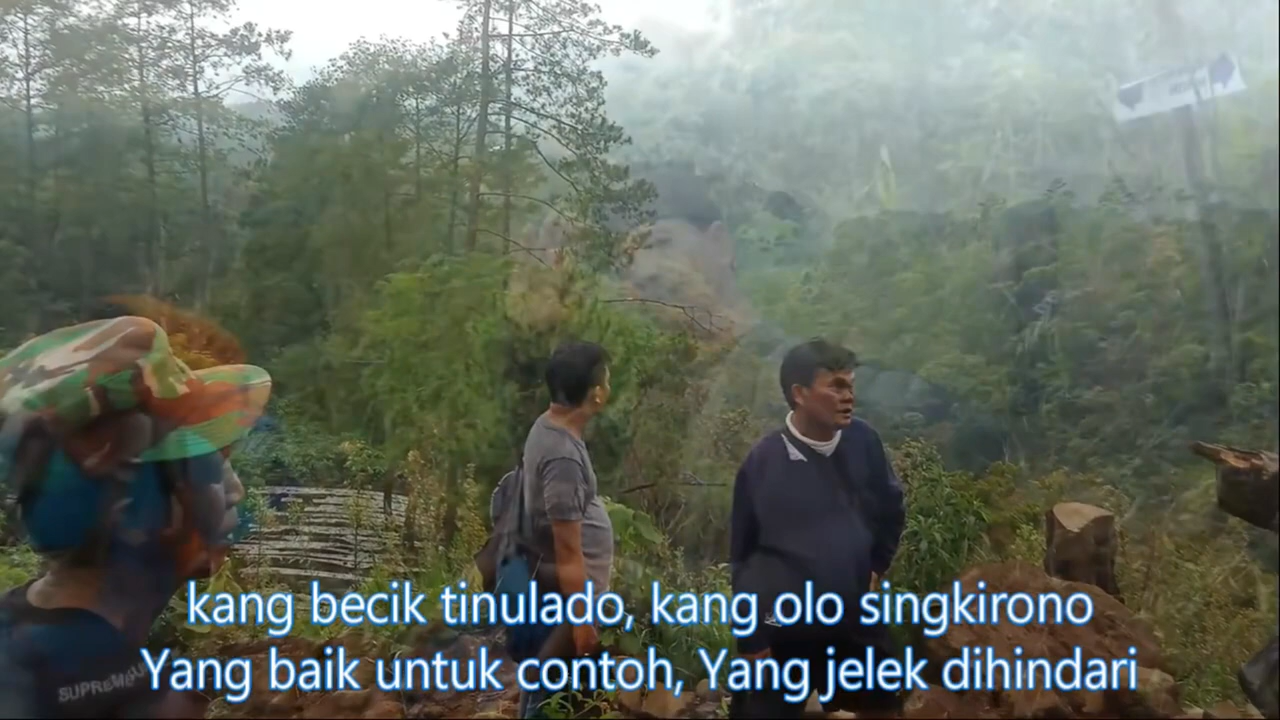 kang becik tinulado, kang olo singkirono
Yang baik untuk contoh, Yang jelek dihindari